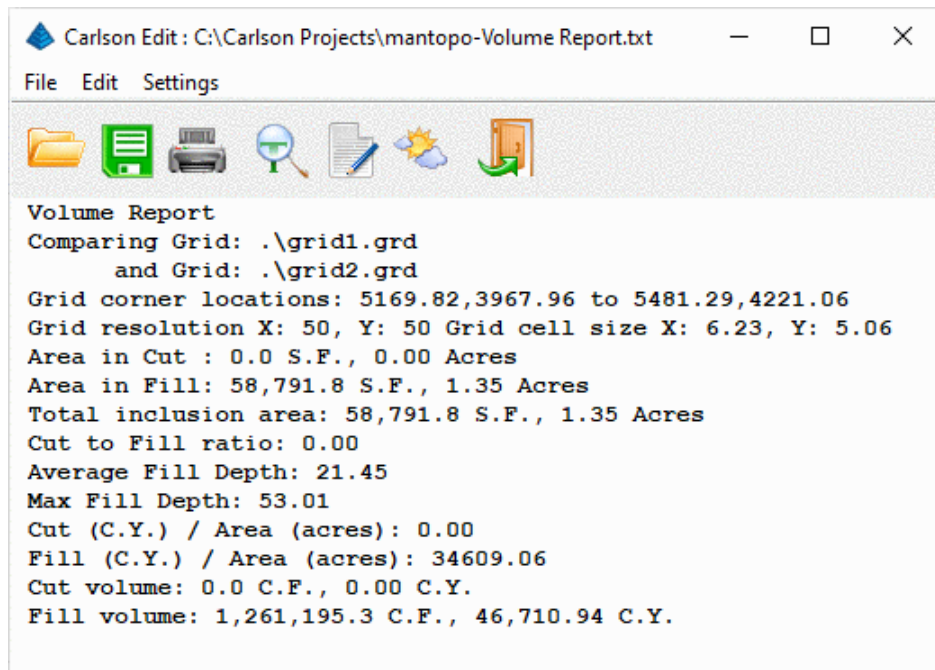 Carlson Edit : C:\Carlson Projects\mantopo-Volume Report.txt
File Edit Settings
Volume Report
Comparing Grid: .\grid1.grd
and Grid: .\grid2.grd
Grid corner locations: 5169.82,3967.96 to 5481.29,4221.06
Grid resolution X: 50, Y: 50 Grid cell size X: 6.23, Y: 5.06
Area in Cut : 0.0 S.F., 0.00 Acres
Area in Fill: 58,791.8 S.F., 1.35 Acres
Total inclusion area: 58,791.8 S.F., 1.35 Acres
Cut to Fill ratio: 0.00
Average Fill Depth: 21.45
Max Fill Depth: 53.01
Cut (C.Y.) / Area (acres): 0.00
Fill (C.Y.) / Area (acres): 34609.06
Cut volume: 0.0 C.F., 0.00 C.Y.
Fill volume: 1,261,195.3 C.F., 46,710.94 C.Y.